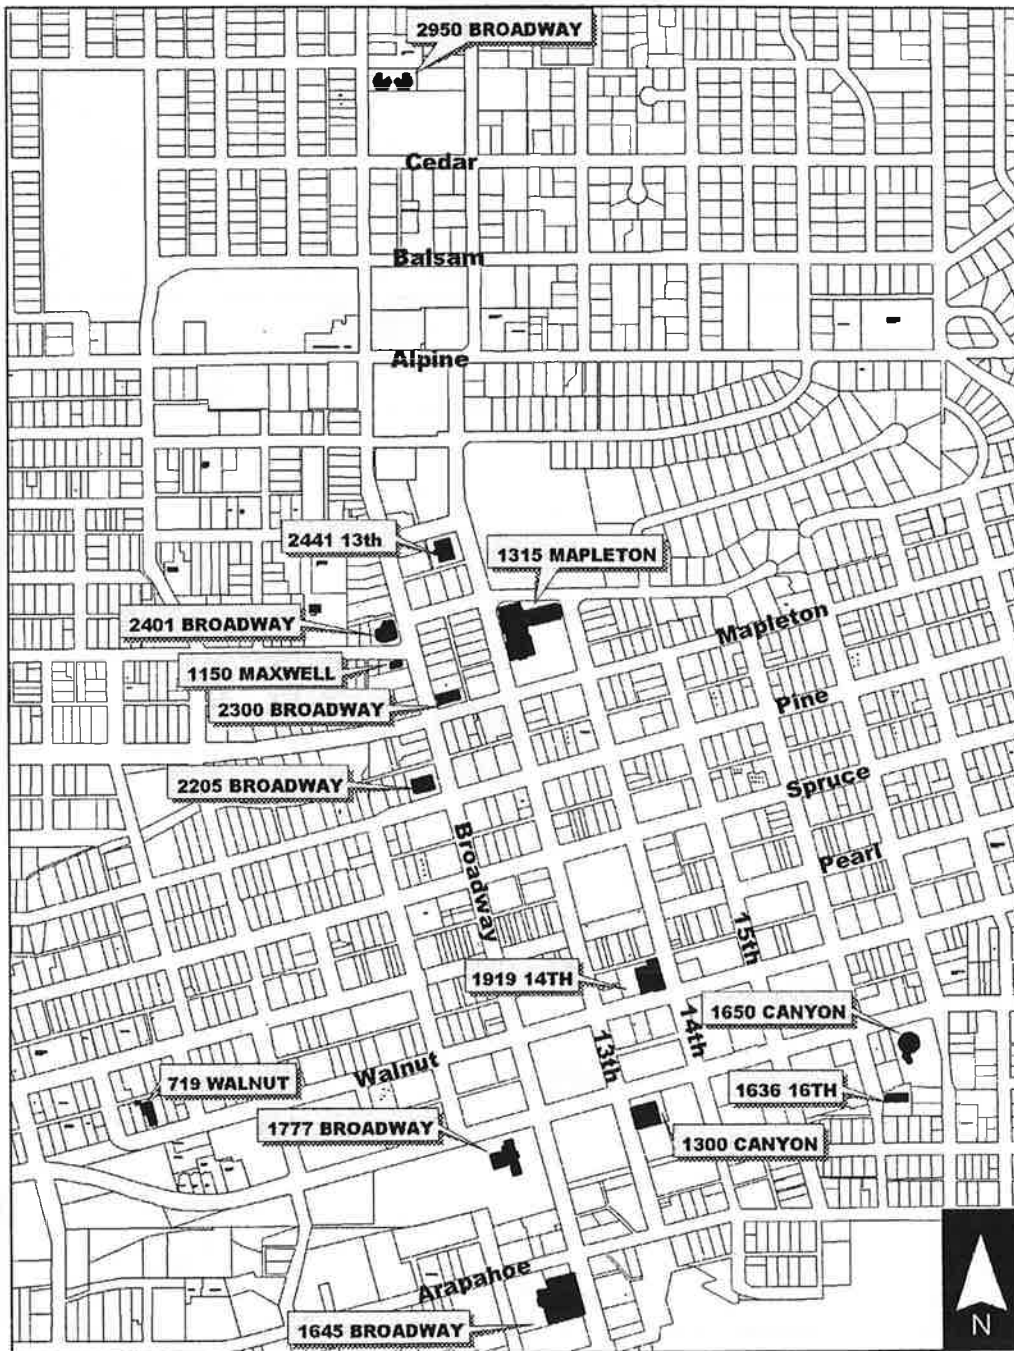 2950 BROADWAY
Cedar
Balsam
Alpine
2441 13th
1315 MAPLETON
2401 BROADWAY
Mapleton
1150 MAXWELL
2300 BROADWAY
Pine
2205 BROADWAY
Spruce
Broadway
Pearl
15th
1919 14TH
1650 CANYON
14th
13th
Walnut
719 WALNUT
1636 16TH
1777 BROADWAY
1300 CANYON
Arapahoe
1645 BROADWAY
N